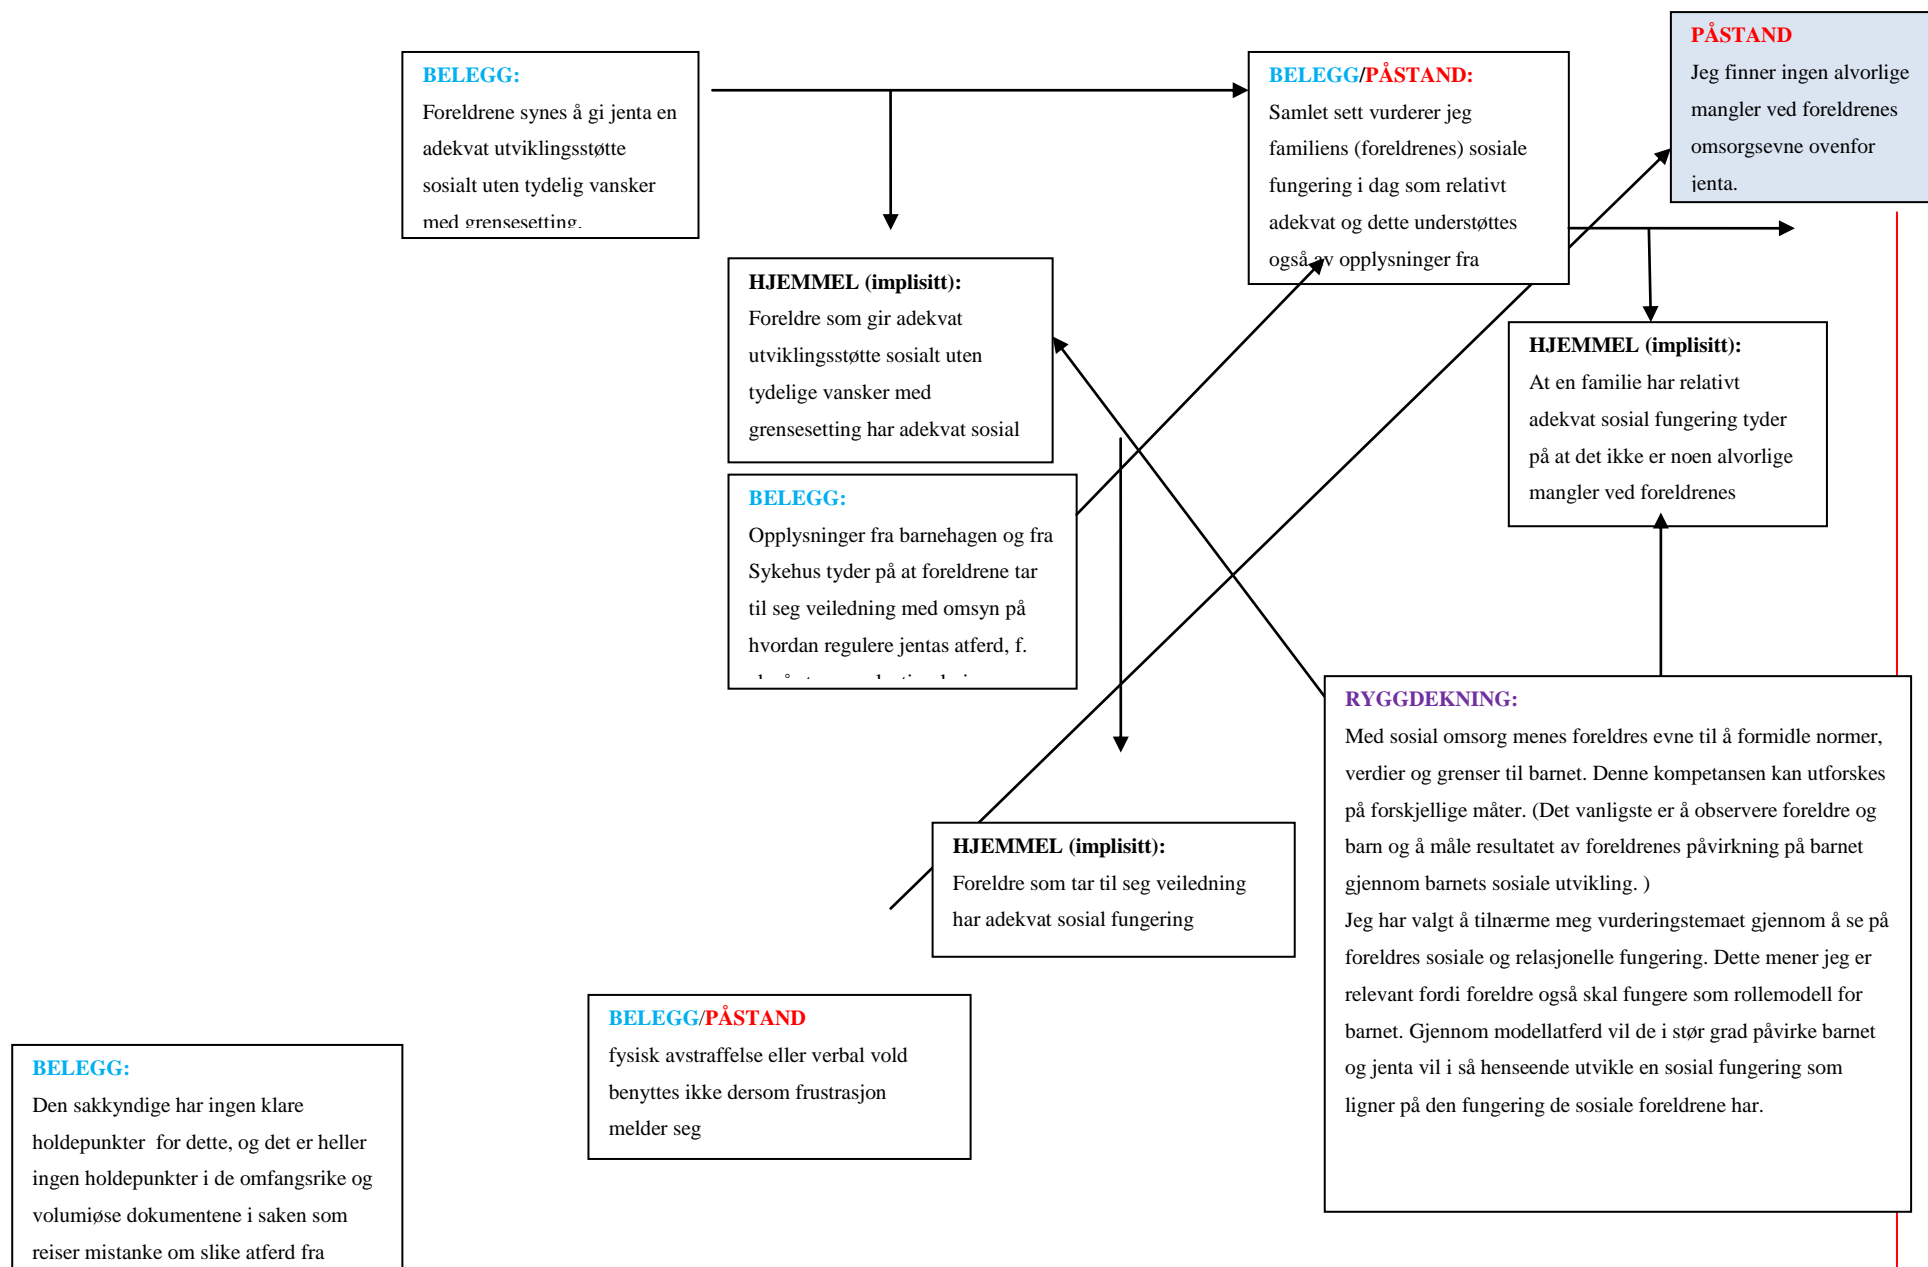 BELEGG:
Foreldrene synes å gi jenta en
adekvat utviklingsstøtte
sosialt uten tydelig vansker
med grensesetting.
BELEGG/PÅSTAND:
Samlet sett vurderer jeg
familiens (foreldrenes) sosiale
fungering i dag som relativt
adekvat og dette understøttes
også av opplysninger fra
PÅSTAND
Jeg finner ingen alvorlige
mangler ved foreldrenes
omsorgsevne ovenfor
jenta.
HJEMMEL (implisitt):
Foreldre som gir adekvat
utviklingsstøtte sosialt uten
tydelige vansker med
grensesetting har adekvat sosial
HJEMMEL (implisitt):
At en familie har relativt
adekvat sosial fungering tyder
på at det ikke er noen alvorlige
mangler ved foreldrenes
BELEGG:
Opplysninger fra barnehagen og fra
Sykehus tyder på at foreldrene tar
til seg veiledning med omsyn på
hvordan regulere jentas atferd, f.
RYGGDEKNING:
Med sosial omsorg menes foreldres evne til å formidle normer,
verdier og grenser til barnet. Denne kompetansen kan utforskes
på forskjellige måter. (Det vanligste er å observere foreldre og
barn og å måle resultatet av foreldrenes påvirkning på barnet
gjennom barnets sosiale utvikling. )
Jeg har valgt å tilnærme meg vurderingstemaet gjennom å se på
foreldres sosiale og relasjonelle fungering. Dette mener jeg er
relevant fordi foreldre også skal fungere som rollemodell for
barnet. Gjennom modellatferd vil de i stør grad påvirke barnet
og jenta vil i så henseende utvikle en sosial fungering som
ligner på den fungering de sosiale foreldrene har.
HJEMMEL (implisitt):
Foreldre som tar til seg veiledning
har adekvat sosial fungering
BELEGG/PÅSTAND
fysisk avstraffelse eller verbal vold
benyttes ikke dersom frustrasjon
melder seg
BELEGG:
Den sakkyndige har ingen klare
holdepunkter  for dette, og det er heller
ingen holdepunkter i de omfangsrike og
volumiøse dokumentene i saken som
reiser mistanke om slike atferd fra